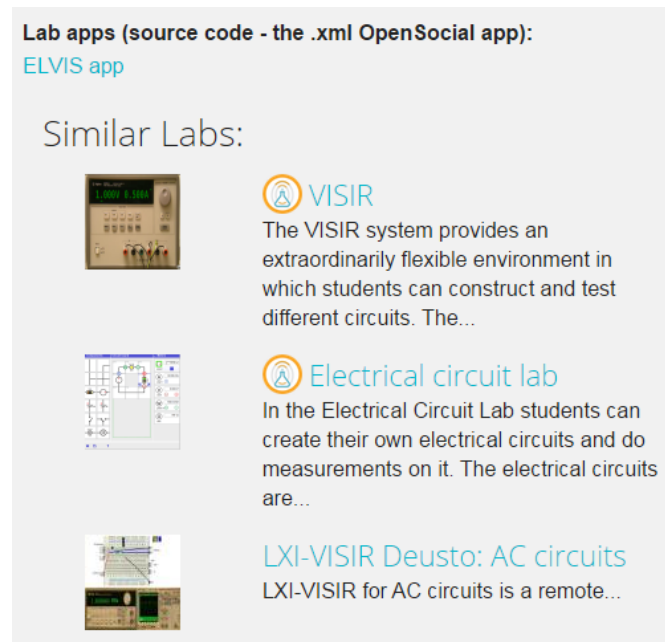 Lab apps (source code - the .xml OpenSocial app):
ELVIS app
Similar Labs:
VISIR
The VISIR system provides an
extraordinarily flexible environment in
which students can construct and test
different circuits. The...
Electrical circuit lab
In the Electrical Circuit Lab students can
create their own electrical circuits and do
measurements on it. The electrical circuits
are...
LXI-VISIR Deusto: AC circuits
LXI-VISIR for AC circuits is a remote...